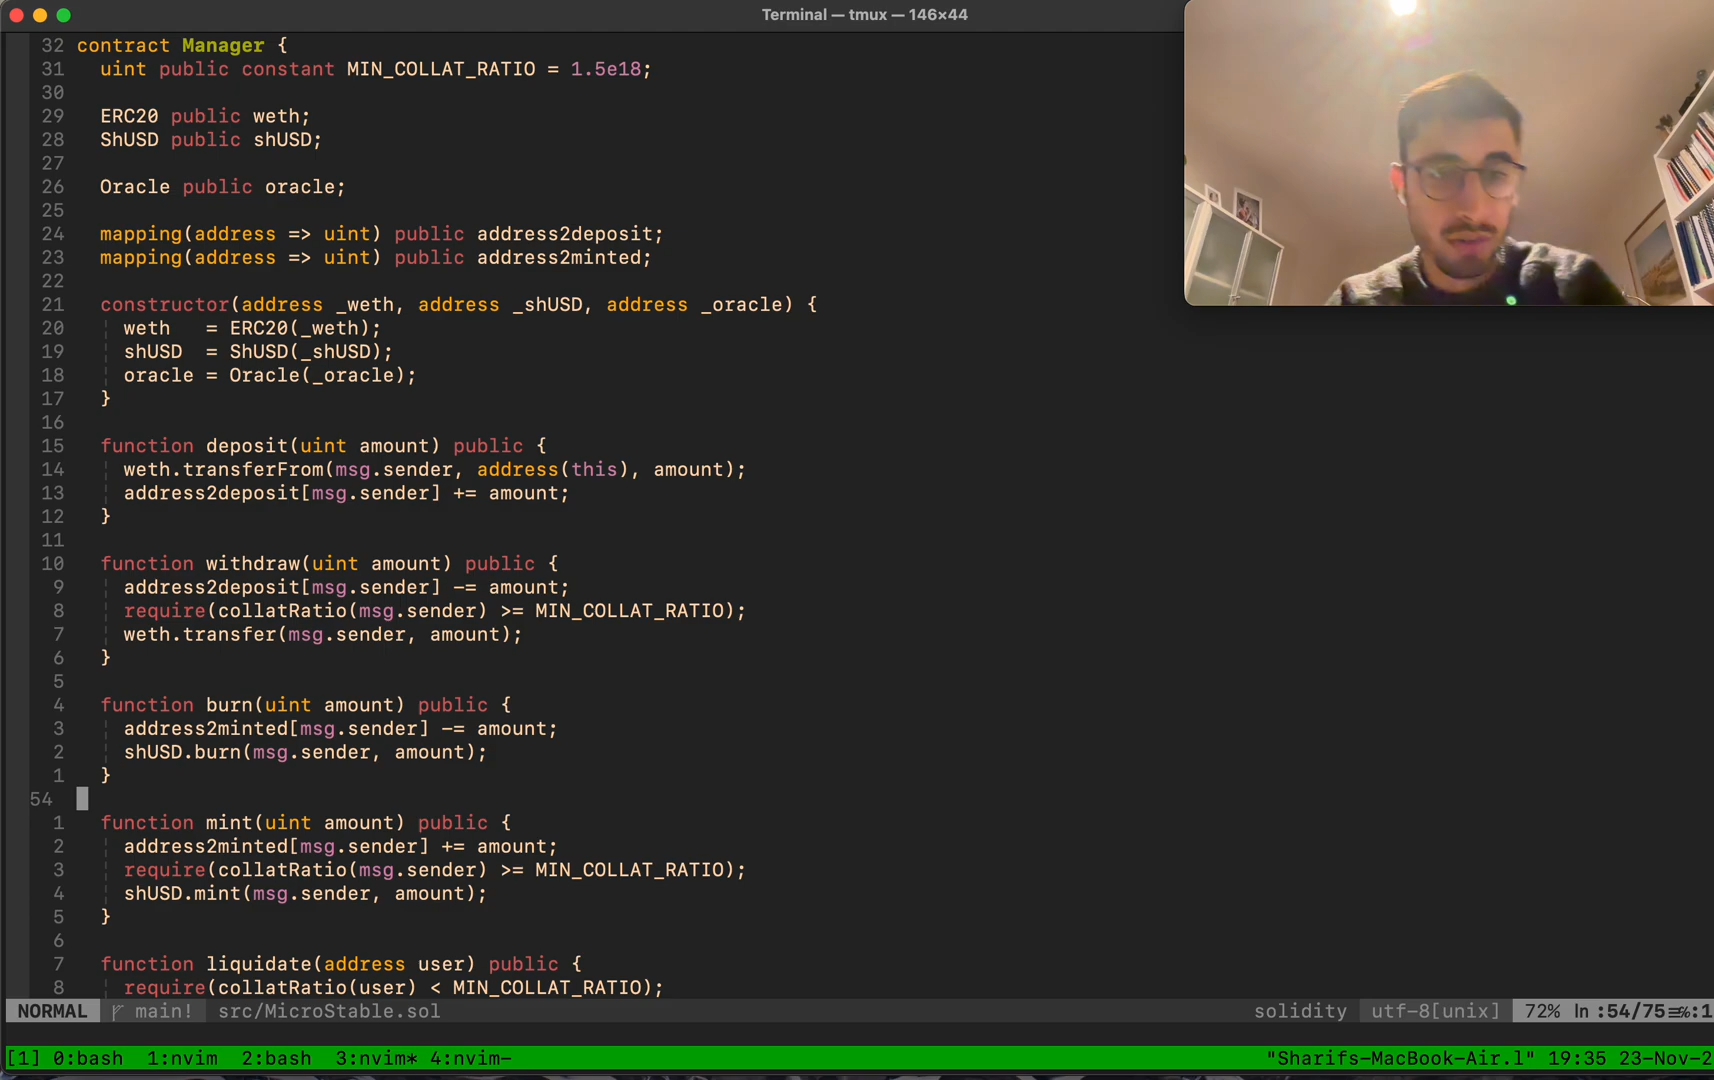 Terminal — tmux — 146×44
32 contract Manager {
31 uint public constant MIN_COLLAT_RATIO = 1.5e18;
30
29 ERC20 public weth;
28 ShUSD public shUSD;
27
26 Oracle public oracle;
25
24 mapping(address => uint) public address2deposit;
23 mapping(address => uint) public address2minted;
22
21 constructor(address _weth, address _shUSD, address _oracle) {
20 weth = ERC20(_weth);
19 shUSD = ShUSD(_shUSD);
18 oracle = Oracle(_oracle);
17 }
16
15 function deposit(uint amount) public {
14 weth.transferFrom(msg.sender, address(this), amount);
13 address2deposit[msg.sender] += amount;
12 }
11
10 function withdraw(uint amount) public {
9 address2deposit[msg.sender] -= amount;
8 require(collatRatio(msg.sender) >= MIN_COLLAT_RATIO);
7 weth.transfer(msg.sender, amount);
6 }
5
4 function burn(uint amount) public {
3 address2minted[msg.sender] -= amount;
2 shUSD.burn(msg.sender, amount);
1 }
54
1 function mint(uint amount) public {
2 address2minted[msg.sender] += amount;
3 require(collatRatio(msg.sender) >= MIN_COLLAT_RATIO);
4 shUSD.mint(msg.sender, amount);
5 }
6
7 function liquidate(address user) public {
8 require(collatRatio(user) < MIN_COLLAT_RATIO);
NORMAL main! src/MicroStable.sol solidity utf-8[unix] 72% ln :54/75 :1
[1] 0:bash 1:nvim 2:bash 3:nvim* 4:nvim- "Sharifs-MacBook-Air.l" 19:35 23-Nov-2